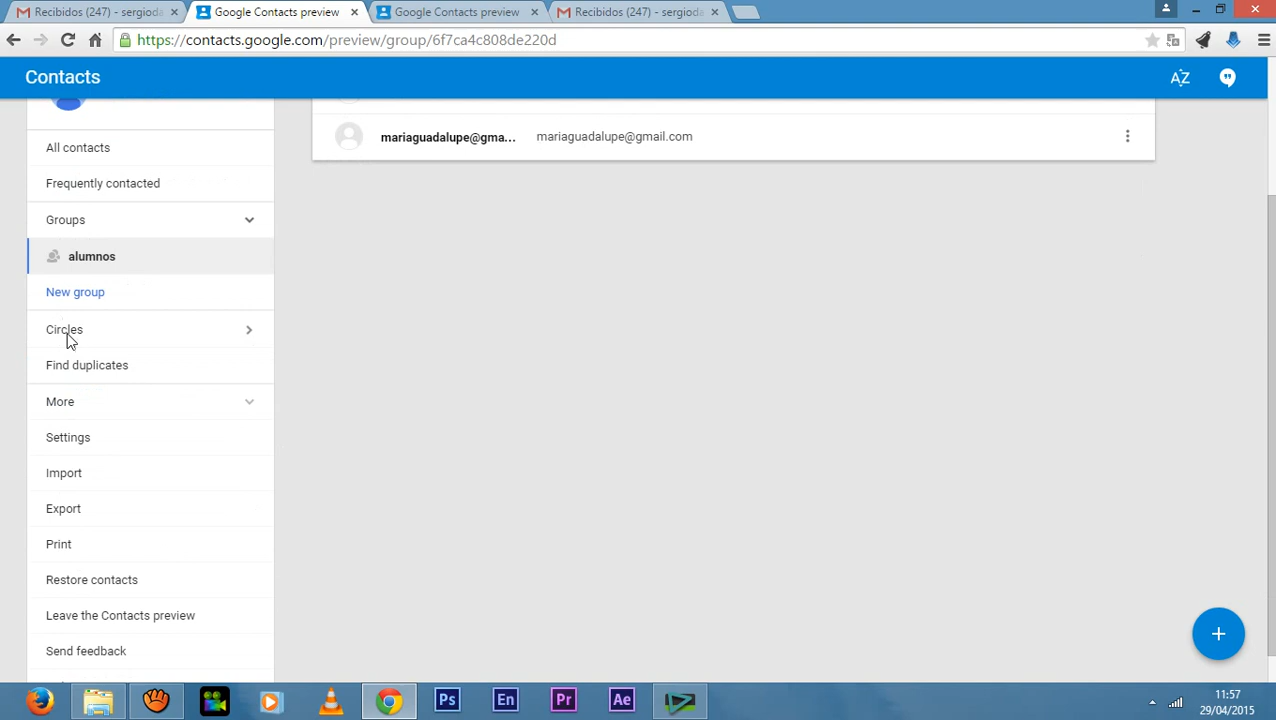 Recibidos (247) - sergioda
Google Contacts preview
Google Contacts preview
Recibidos (247) - sergioda
https://contacts.google.com/preview/group/6f7ca4c808de220d
Contacts
AZ
mariaguadalupe@gma... mariaguadalupe@gmail.com
All contacts
Frequently contacted
Groups
alumnos
New group
Circles
Find duplicates
More
Settings
Import
Export
Print
Restore contacts
Leave the Contacts preview
Send feedback
Ps
En
Pr
Ae
11:57
29/04/2015